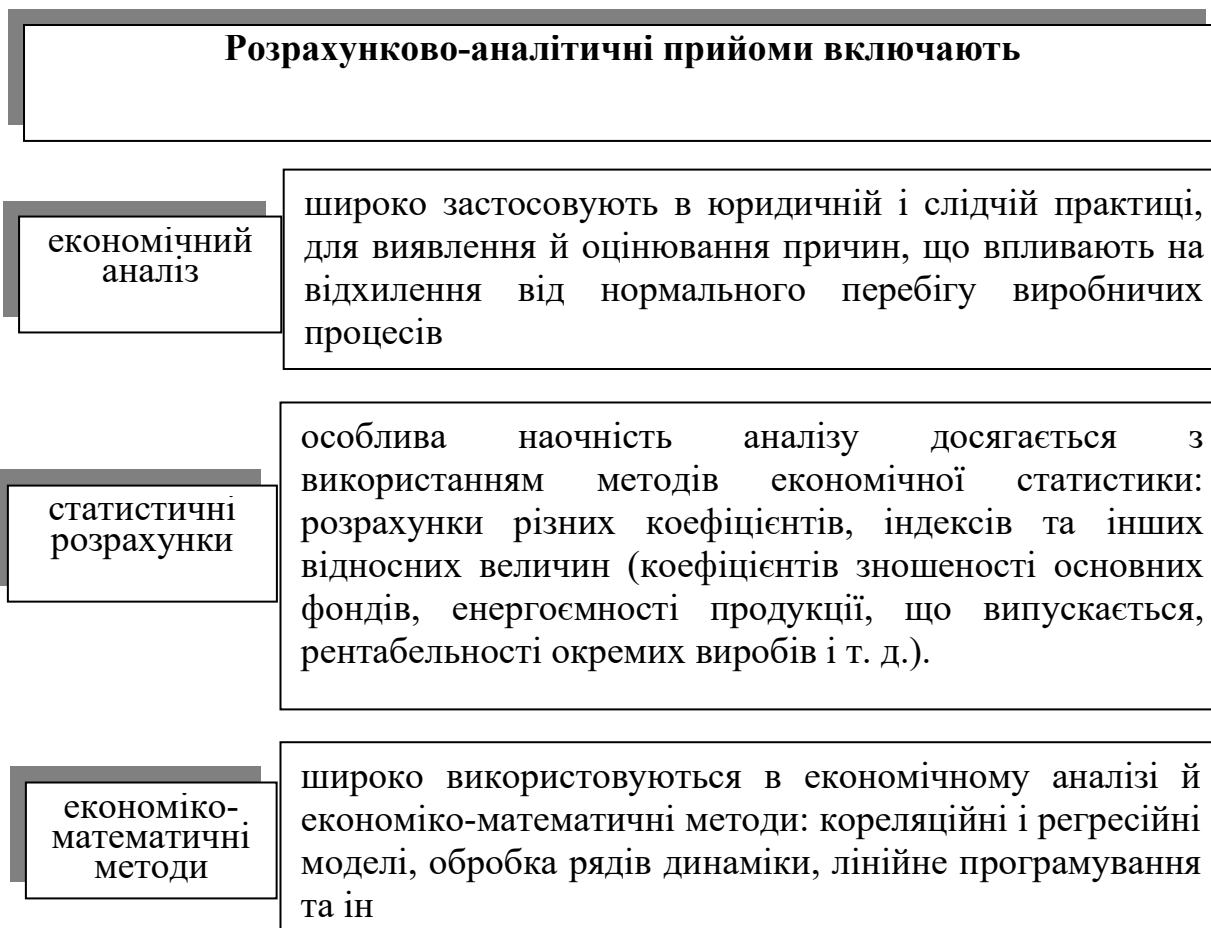 Розрахунково-аналітичні прийоми включають
економічний
аналіз
широко застосовують в юридичній і слідчій практиці,
для виявлення й оцінювання причин, що впливають на
відхилення від нормального перебігу виробничих
процесів
статистичні
розрахунки
особлива наочність аналізу досягається з
використанням методів економічної статистики:
розрахунки різних коефіцієнтів, індексів та інших
відносних величин (коефіцієнтів зношеності основних
фондів, енергоємності продукції, що випускається,
рентабельності окремих виробів і т. д.).
економіко-
математичні
методи
широко використовуються в економічному аналізі й
економіко-математичні методи: кореляційні і регресійні
моделі, обробка рядів динаміки, лінійне програмування
та ін